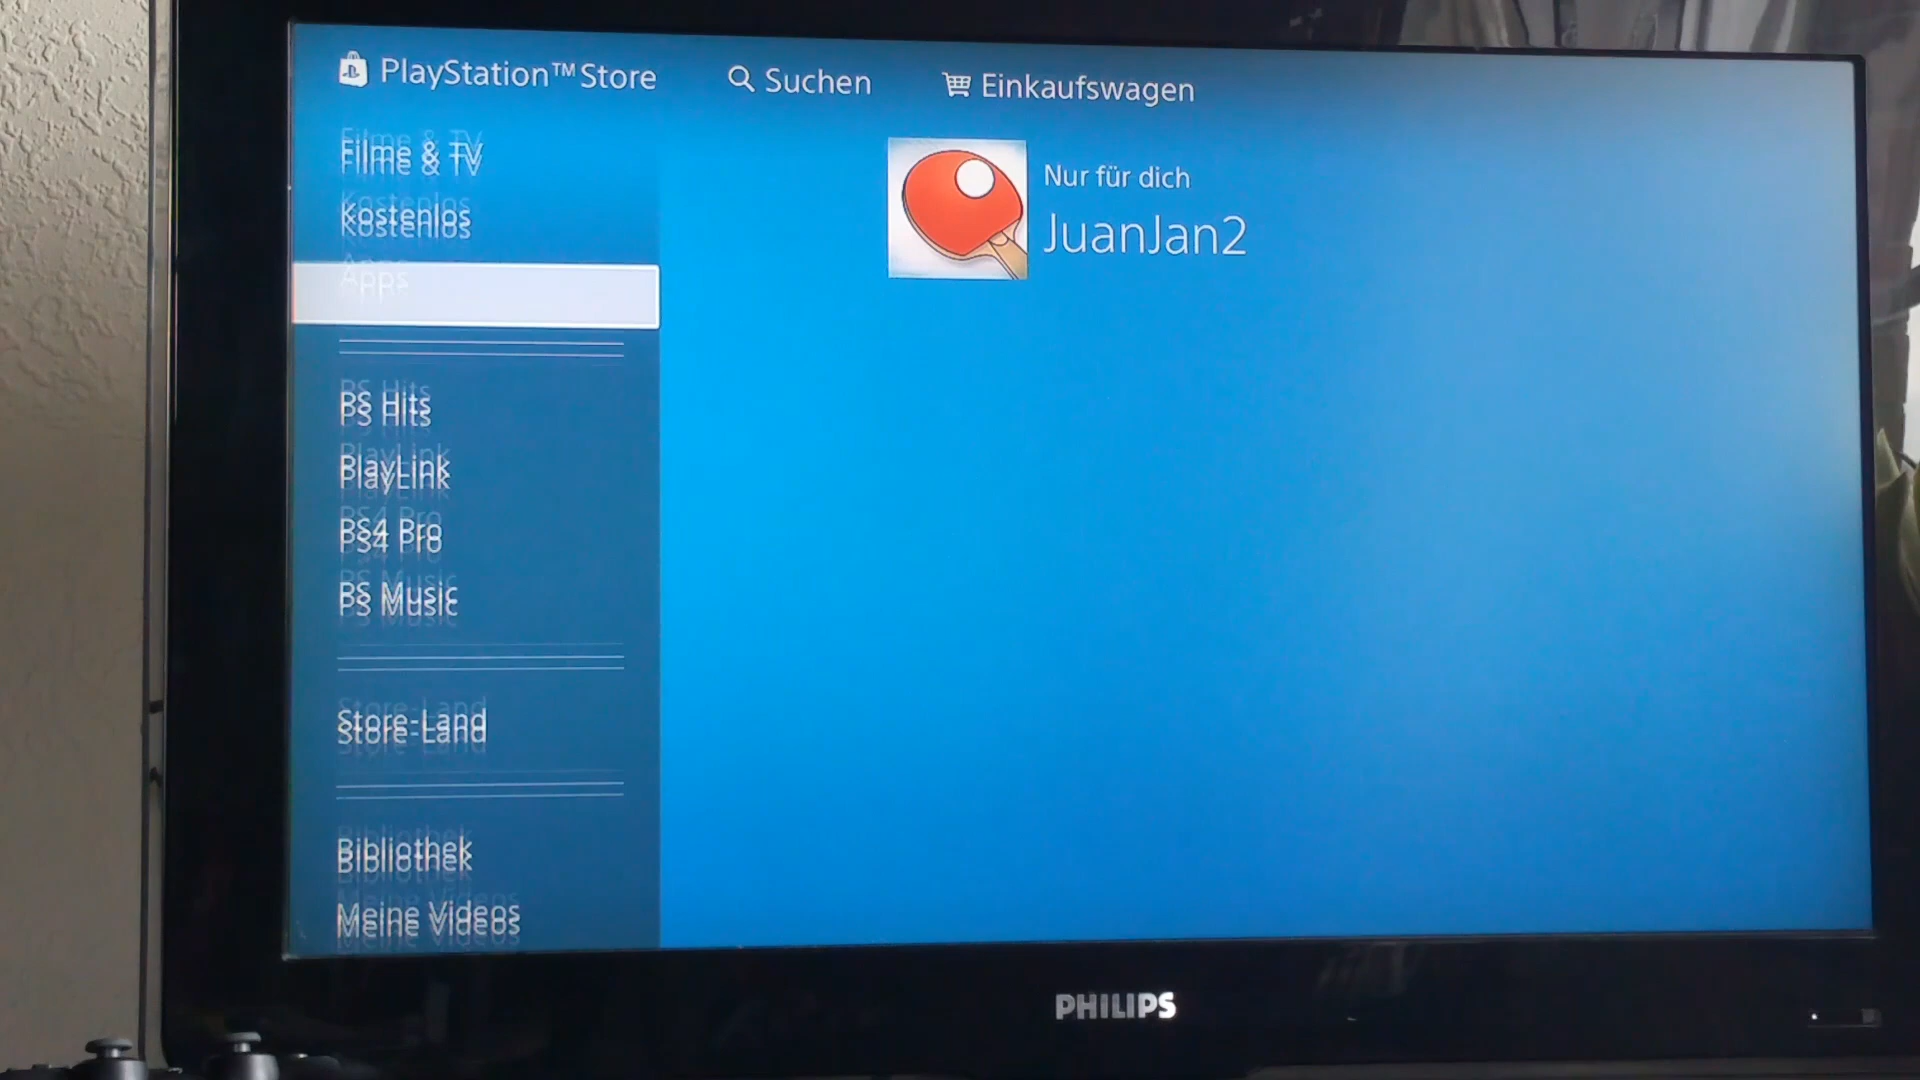 PlayStation™Store
Suchen
Einkaufswagen
Filme & TV
Kostenlos
Apps
PS Hits
PlayLink
PS4 Pro
PS Music
Store-Land
Bibliothek
Meine Videos
Nur für dich
JuanJan2
PHILIPS